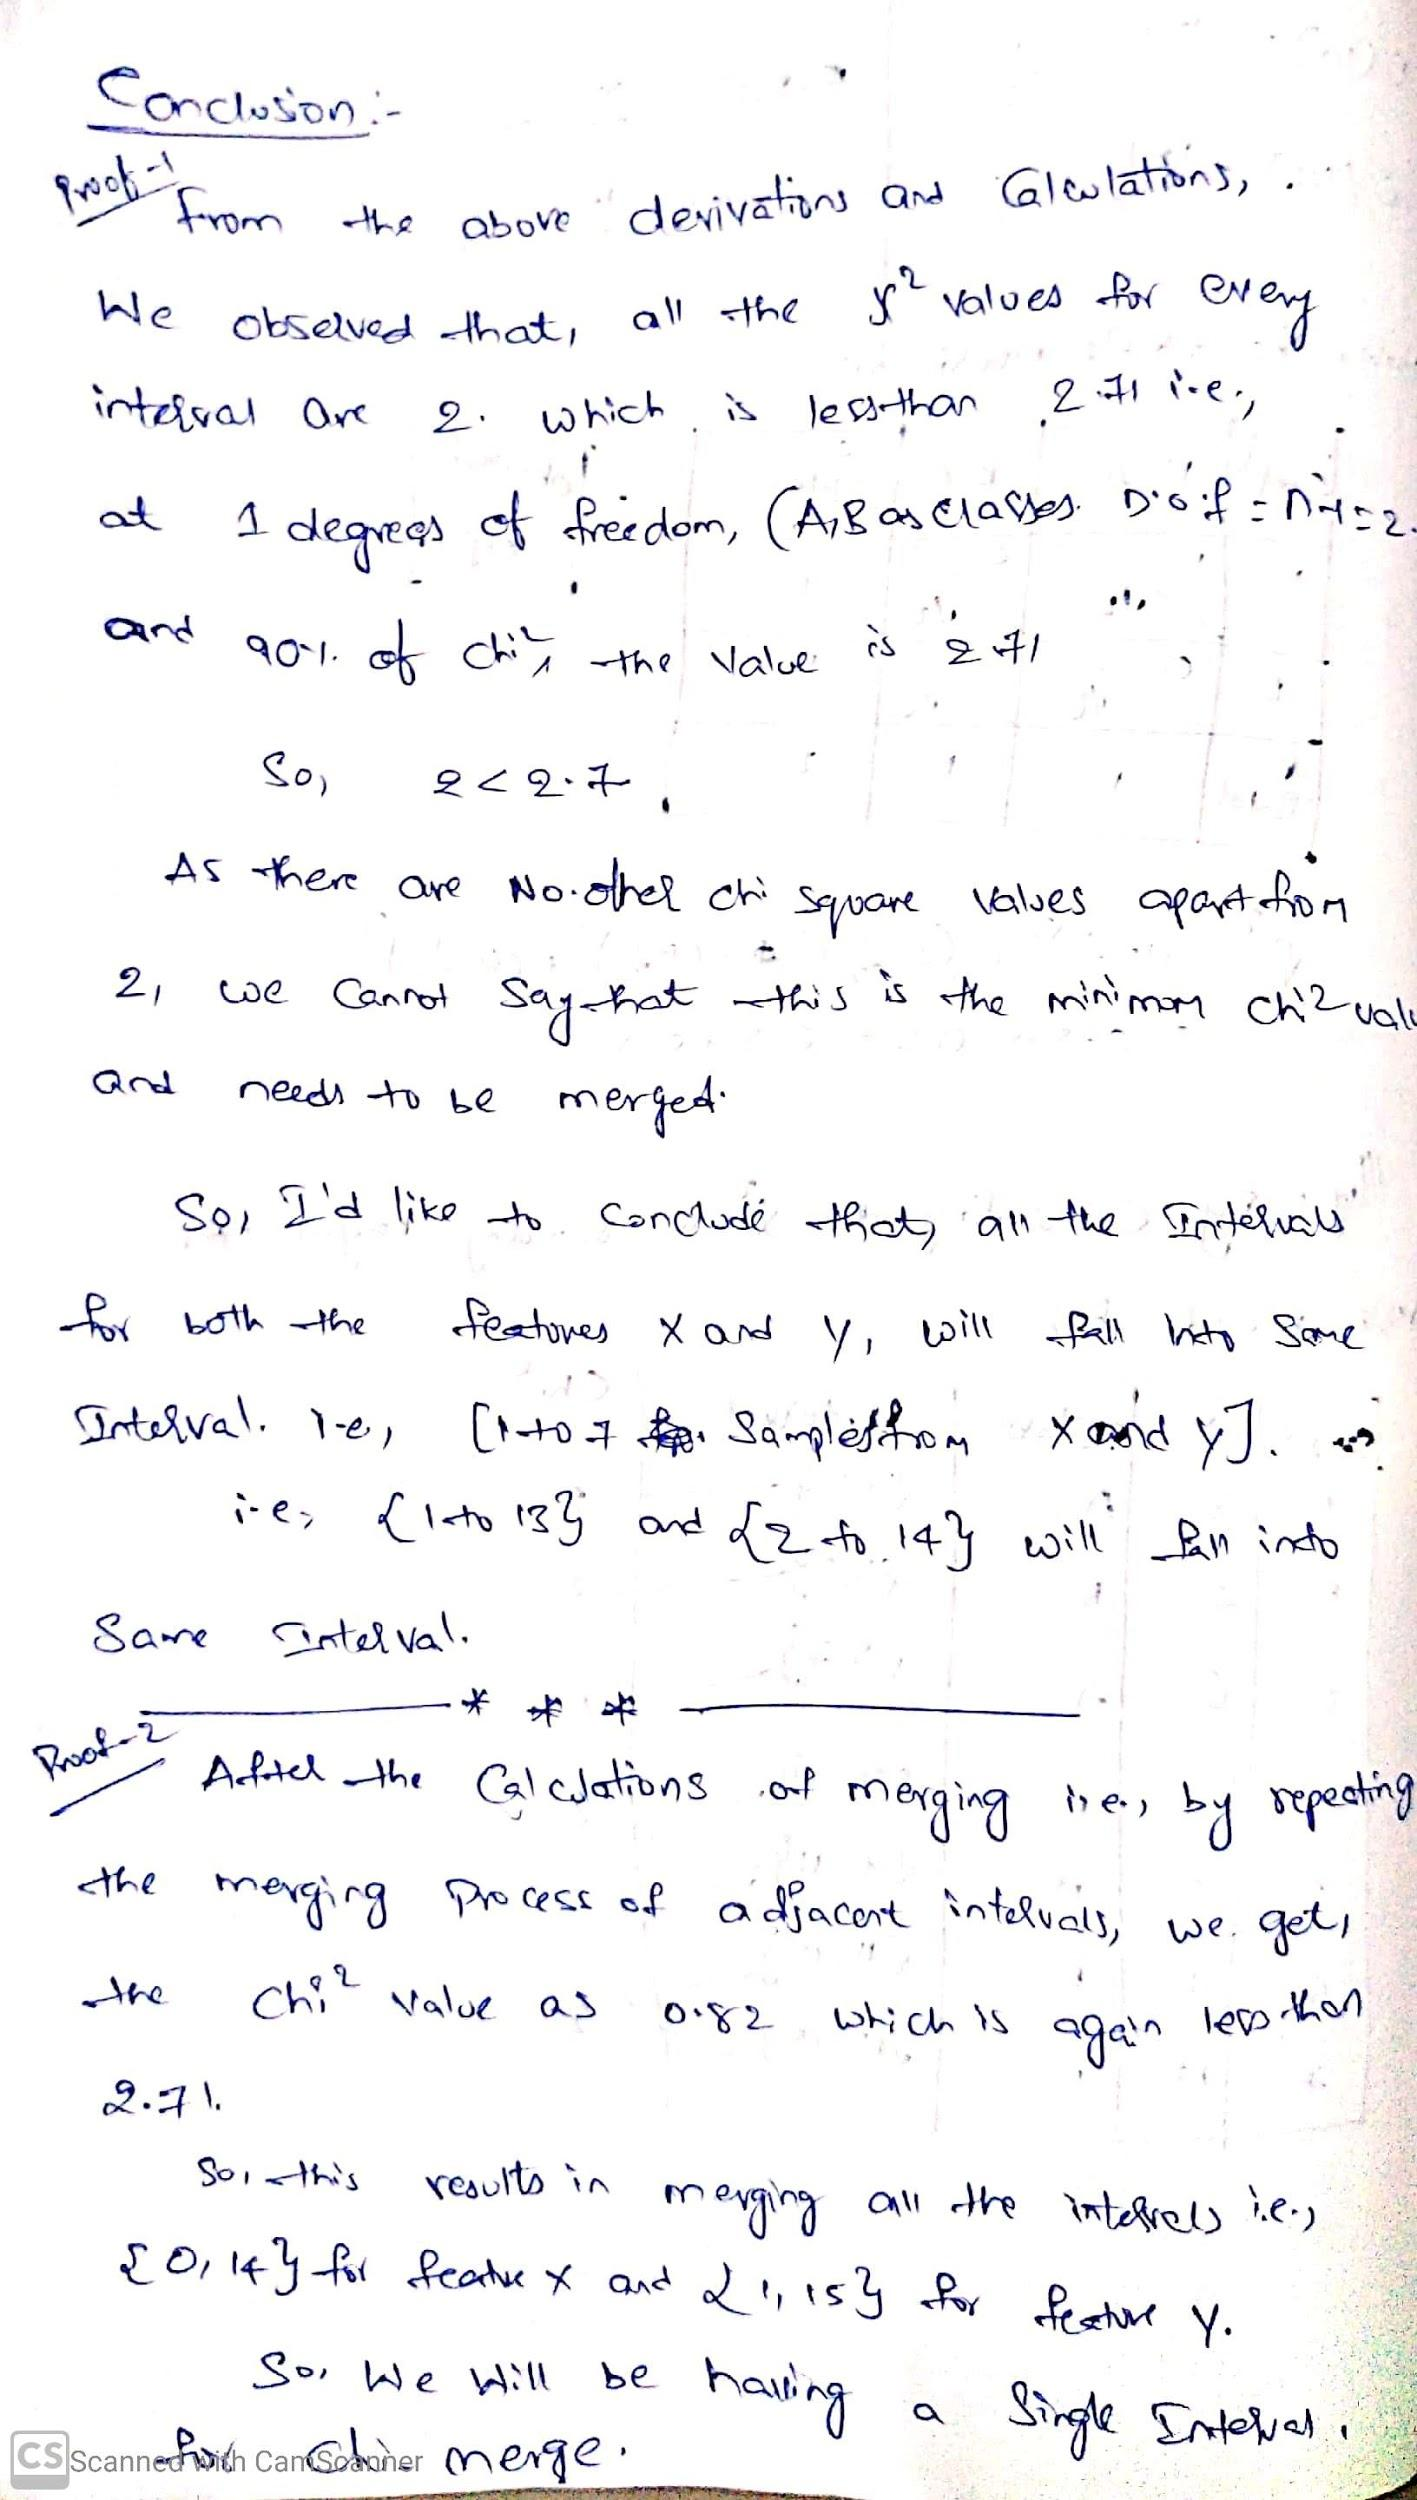 Conclusion :-
Proof-1
From the above derivations and Calculations,
We observed that, all the χ² values for every
interval are 2. which is less than 2.71 i.e.,
at 1 degrees of freedom, (A,B as classes. D.o.f = n-1=2-
and 90%. of chi², the value is 2.71
So, 2<2.7
As there are No. other chi square values apart from
2, we cannot say that this is the minimum chi2 valu
and needs to be merged.
So, I'd like to conclude that, all the Intervals
for both the features X and Y, will fall into Same
Interval. i-e, [1 to 7 Samples from X and Y].
i-e, {1 to 13} and {2 to 14} will fall into
Same Interval.
* * *
Proof-2
After the Calculations of merging i.e., by repeating
the merging process of adjacent intervals, we get,
the Chi² value as 0.82 which is again less than
2.71.
So, this results in merging all the intervals i.e.,
{0, 14} for feature X and {1, 15} for feature Y.
So, We Will be having a Single Interval.
for Chi merge.
CS Scanned with CamScanner